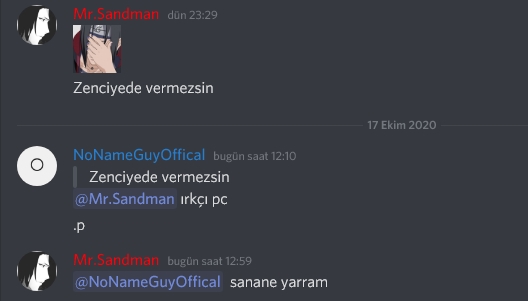 Mr.Sandman dün 23:29
Zenciyede vermezsin
17 Ekim 2020
O
NoNameGuyOffical bugün saat 12:10
Zenciyede vermezsin
@Mr.Sandman ırkçı pc
.p
Mr.Sandman bugün saat 12:59
@NoNameGuyOffical sanane yarram